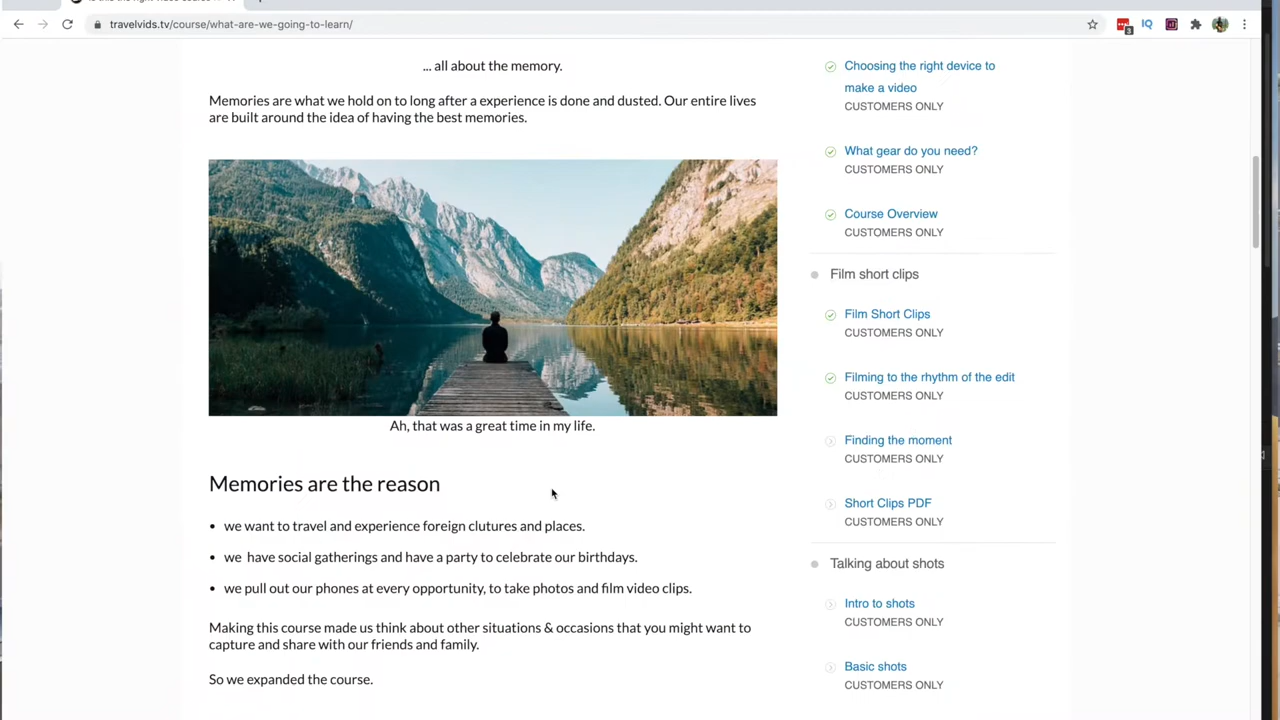 travelvids.tv/course/what-are-we-going-to-learn/
3
IQ
... all about the memory.
Memories are what we hold on to long after a experience is done and dusted. Our entire lives
are built around the idea of having the best memories.
Ah, that was a great time in my life.
Memories are the reason
• we want to travel and experience foreign clutures and places.
• we have social gatherings and have a party to celebrate our birthdays.
• we pull out our phones at every opportunity, to take photos and film video clips.
Making this course made us think about other situations & occasions that you might want to
capture and share with our friends and family.
So we expanded the course.
Choosing the right device to
make a video
CUSTOMERS ONLY
What gear do you need?
CUSTOMERS ONLY
Course Overview
CUSTOMERS ONLY
Film short clips
Film Short Clips
CUSTOMERS ONLY
Filming to the rhythm of the edit
CUSTOMERS ONLY
Finding the moment
CUSTOMERS ONLY
Short Clips PDF
CUSTOMERS ONLY
Talking about shots
Intro to shots
CUSTOMERS ONLY
Basic shots
CUSTOMERS ONLY